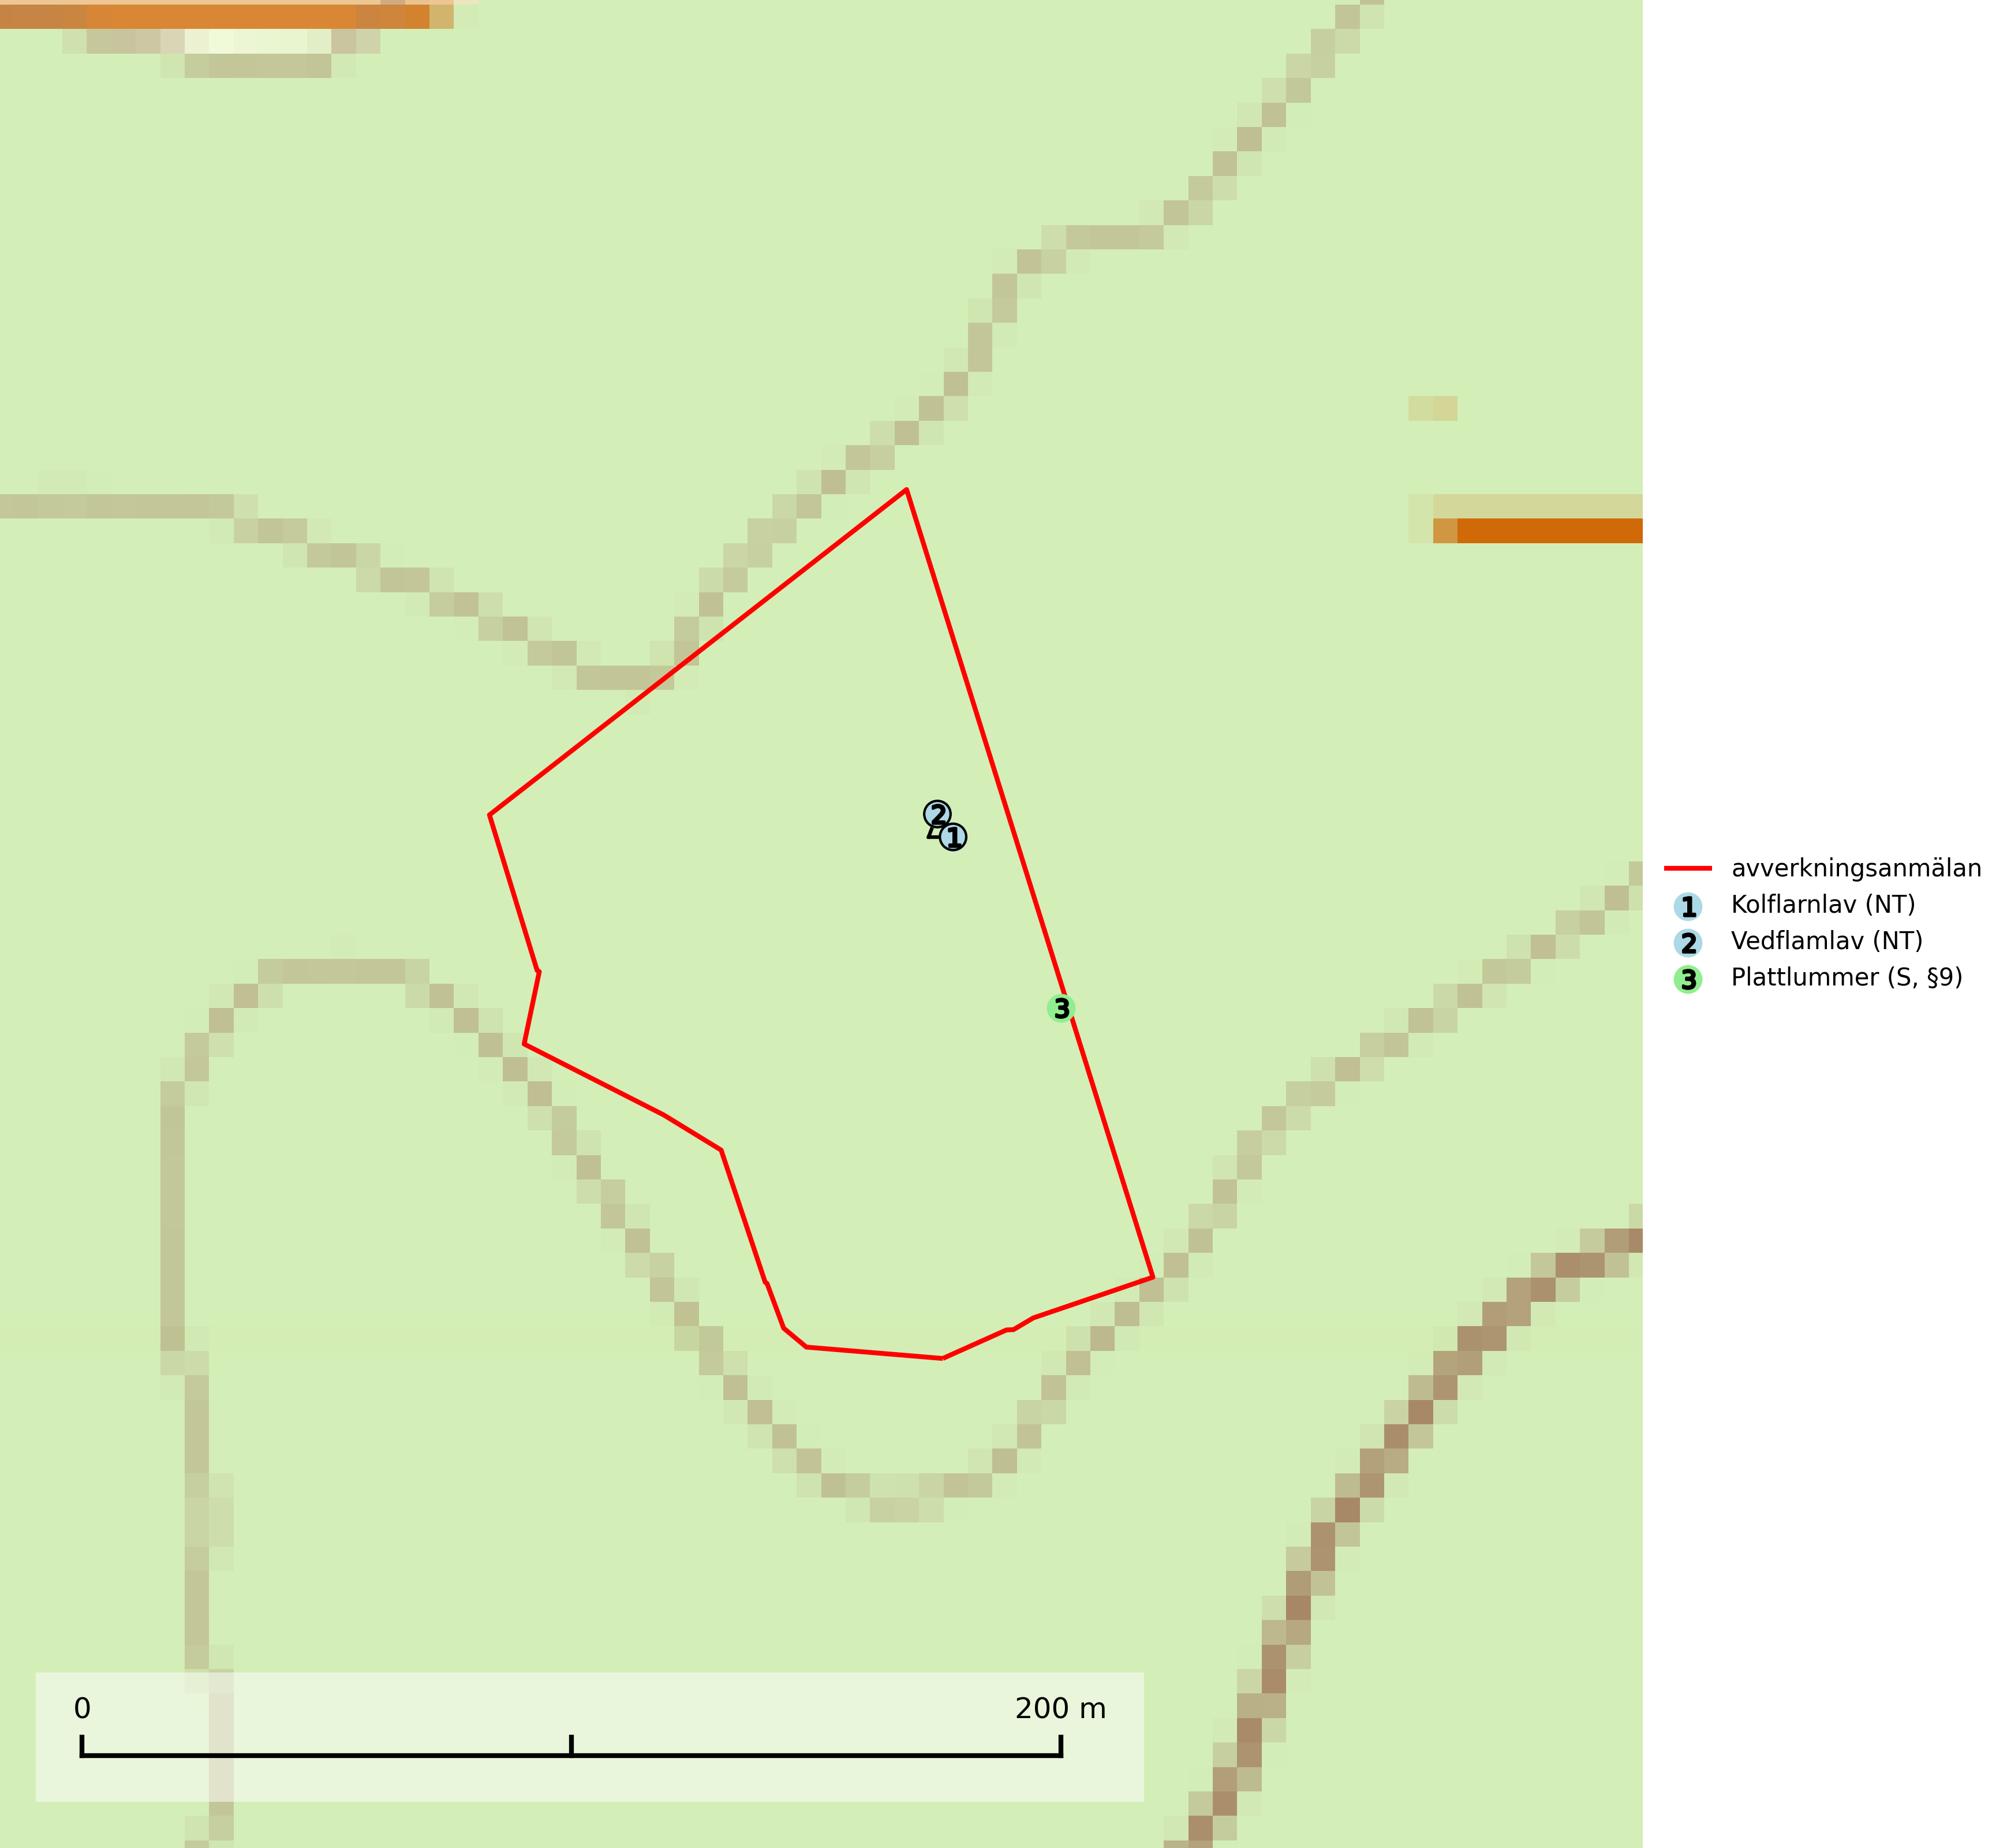 2
1
3
avverkningsanmälan
1 Kolflarnlav (NT)
2 Vedflamlav (NT)
3 Plattlummer (S, §9)
0 200 m